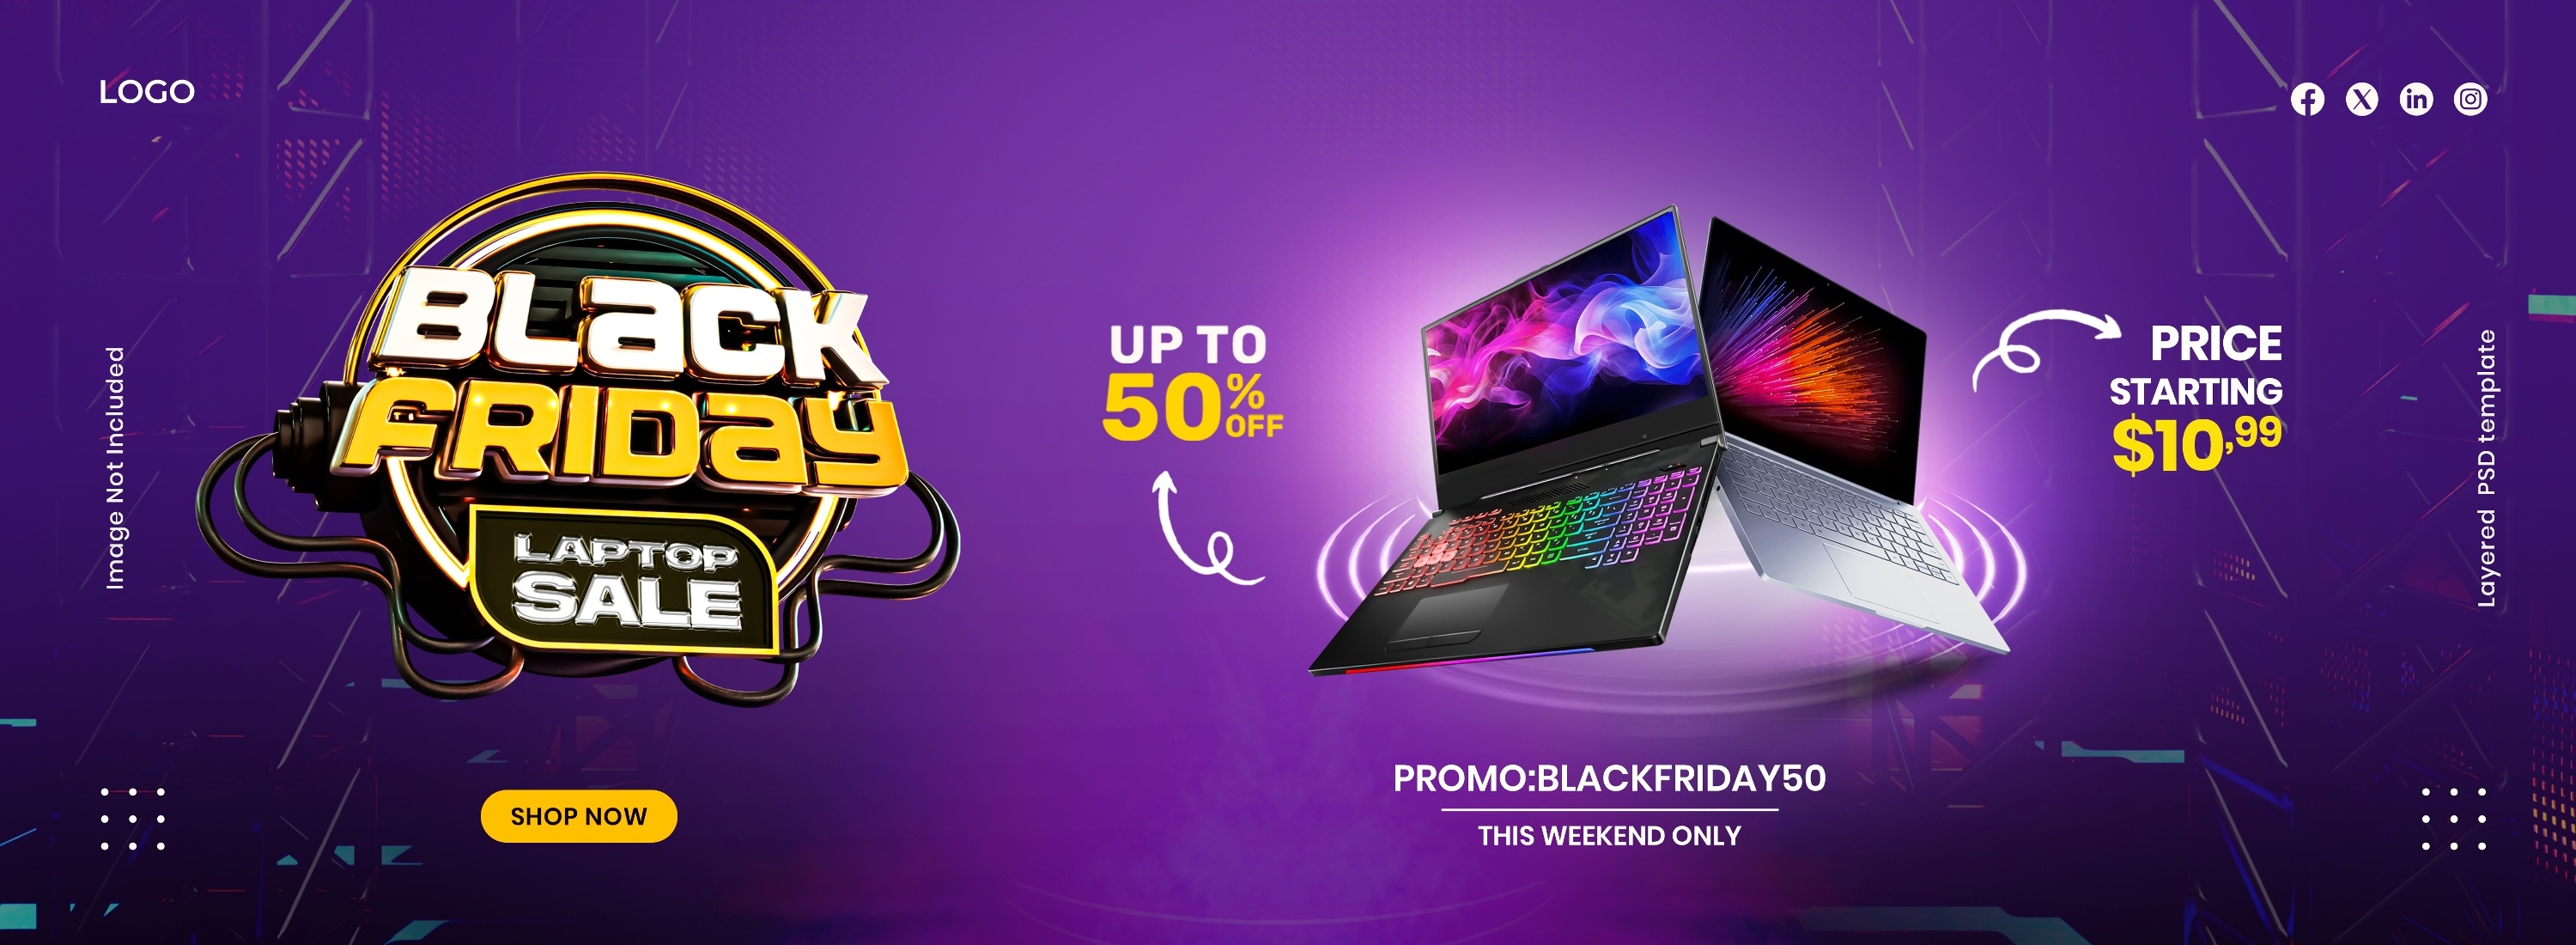 LOGO
Image Not Included
BLACK
FRIDAY
LAPTOP
SALE
SHOP NOW
UP TO
50%
OFF
PRICE
STARTING
$10,99
PROMO:BLACKFRIDAY50
THIS WEEKEND ONLY
Layered PSD template